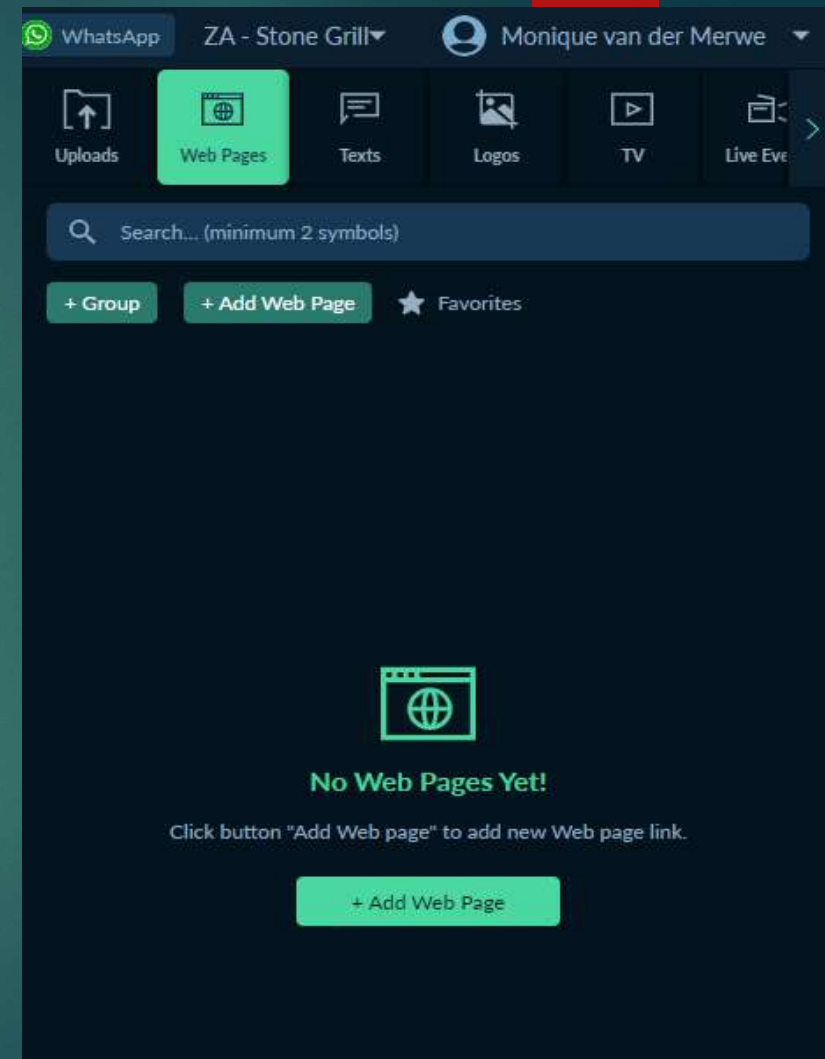 WhatsApp ZA - Stone Grill Monique van der Merwe
Uploads Web Pages Texts Logos TV Live Eve
Search... (minimum 2 symbols)
+ Group + Add Web Page Favorites
No Web Pages Yet!
Click button "Add Web page" to add new Web page link.
+ Add Web Page